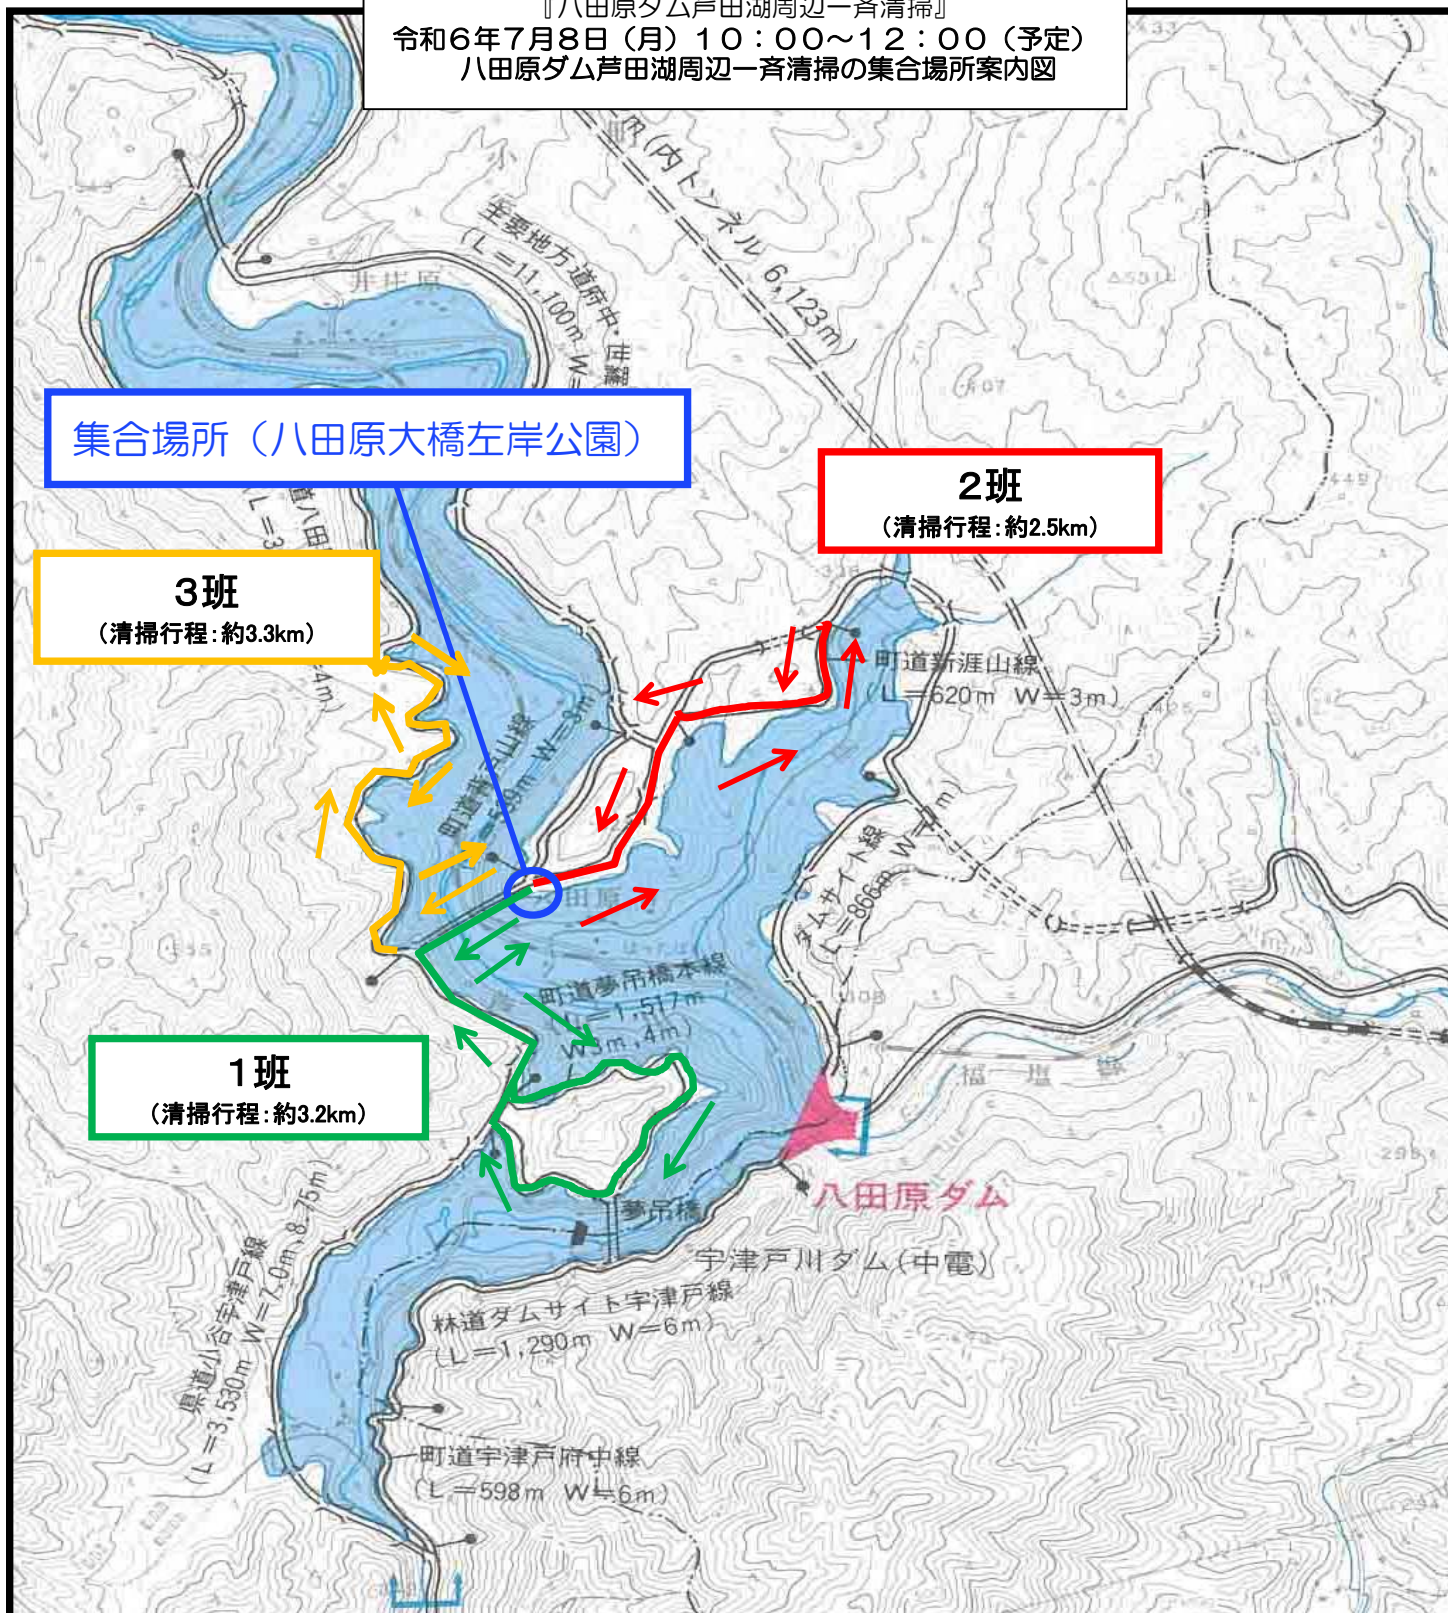 『八田原ダム芦田湖周辺一斉清掃』
令和6年7月8日（月）10：00～12：00（予定）
八田原ダム芦田湖周辺一斉清掃の集合場所案内図
小
m(内トンネル 6,123m)
主要地方道府中・世羅
(L=11,100m W=
井庄原
集合場所（八田原大橋左岸公園）
2班
（清掃行程：約2.5km）
道八田
(L=3
4m)
3班
（清掃行程：約3.3km）
町道新涯山線
(L=620m W=3m)
ダムサイト線
(L=866m W=
町道夢吊橋本線
(L=1,517m
W3m,4m)
1班
（清掃行程：約3.2km）
福塩
八田原ダム
夢吊橋
宇津戸川ダム(中電)
林道ダムサイト宇津戸線
(L=1,290m W=6m)
県道小谷宇津戸線
(L=3,530m W=7.0m,8.75m)
町道宇津戸府中線
(L=598m W=6m)